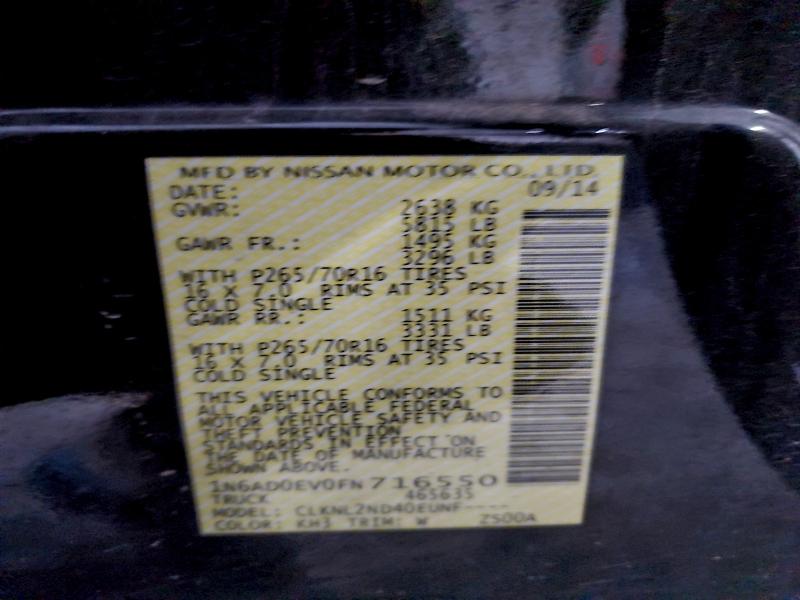 MFD BY NISSAN MOTOR CO., LTD.
DATE: 09/14
GVWR: 2638 KG
5815 LB
GAWR FR.: 1495 KG
3296 LB
WITH P265/70R16 TIRES
16 X 7.0 RIMS AT 35 PSI
COLD SINGLE
GAWR RR.: 1511 KG
3331 LB
WITH P265/70R16 TIRES
16 X 7.0 RIMS AT 35 PSI
COLD SINGLE
THIS VEHICLE CONFORMS TO
ALL APPLICABLE FEDERAL
MOTOR VEHICLE SAFETY AND
THEFT PREVENTION
STANDARDS IN EFFECT ON
THE DATE OF MANUFACTURE
SHOWN ABOVE.
1N6AD0EV0FN716550
TRUCK 465635
MODEL: CLKNL2ND40EUNF----
COLOR: KH3 TRIM: W ZS00A